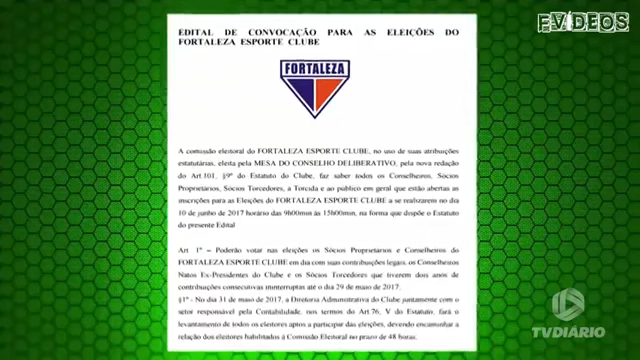 EVÍDEOS
EDITAL DE CONVOCAÇÃO PARA AS ELEIÇÕES DO
FORTALEZA ESPORTE CLUBE
FORTALEZA
A comissão eleitoral do FORTALEZA ESPORTE CLUBE, no uso de suas atribuições
estatutárias, eleita pela MESA DO CONSELHO DELIBERATIVO, pela nova redação
do Art 101, §9º do Estatuto do Clube, faz saber todos os Conselheiros, Sócios
Proprietários, Sócios Torcedores, a Torcida e ao público em geral que estão abertas as
inscrições para as Eleições do FORTALEZA ESPORTE CLUBE a se realizarem no dia
10 de junho de 2017 horário das 9h00min às 15h00min, na forma que dispõe o Estatuto
do presente Edital
Art 1º – Poderão votar nas eleições os Sócios Proprietários e Conselheiros do
FORTALEZA ESPORTE CLUBE em dia com suas contribuições legais, os Conselheiros
Natos Ex-Presidentes do Clube e os Sócios Torcedores que tiverem dois anos de
contribuições consecutivas ininterruptas até o dia 29 de maio de 2017.
§1º - No dia 31 de maio de 2017, a Diretoria Administrativa do Clube juntamente com o
setor responsável pela Contabilidade, nos termos do Art 76, V do Estatuto, fará o
levantamento de todos os eleitores aptos a participar das eleições, devendo encaminhar a
relação dos eleitores habilitados à Comissão Eleitoral no prazo de 48 horas.
TVDIÁRIO